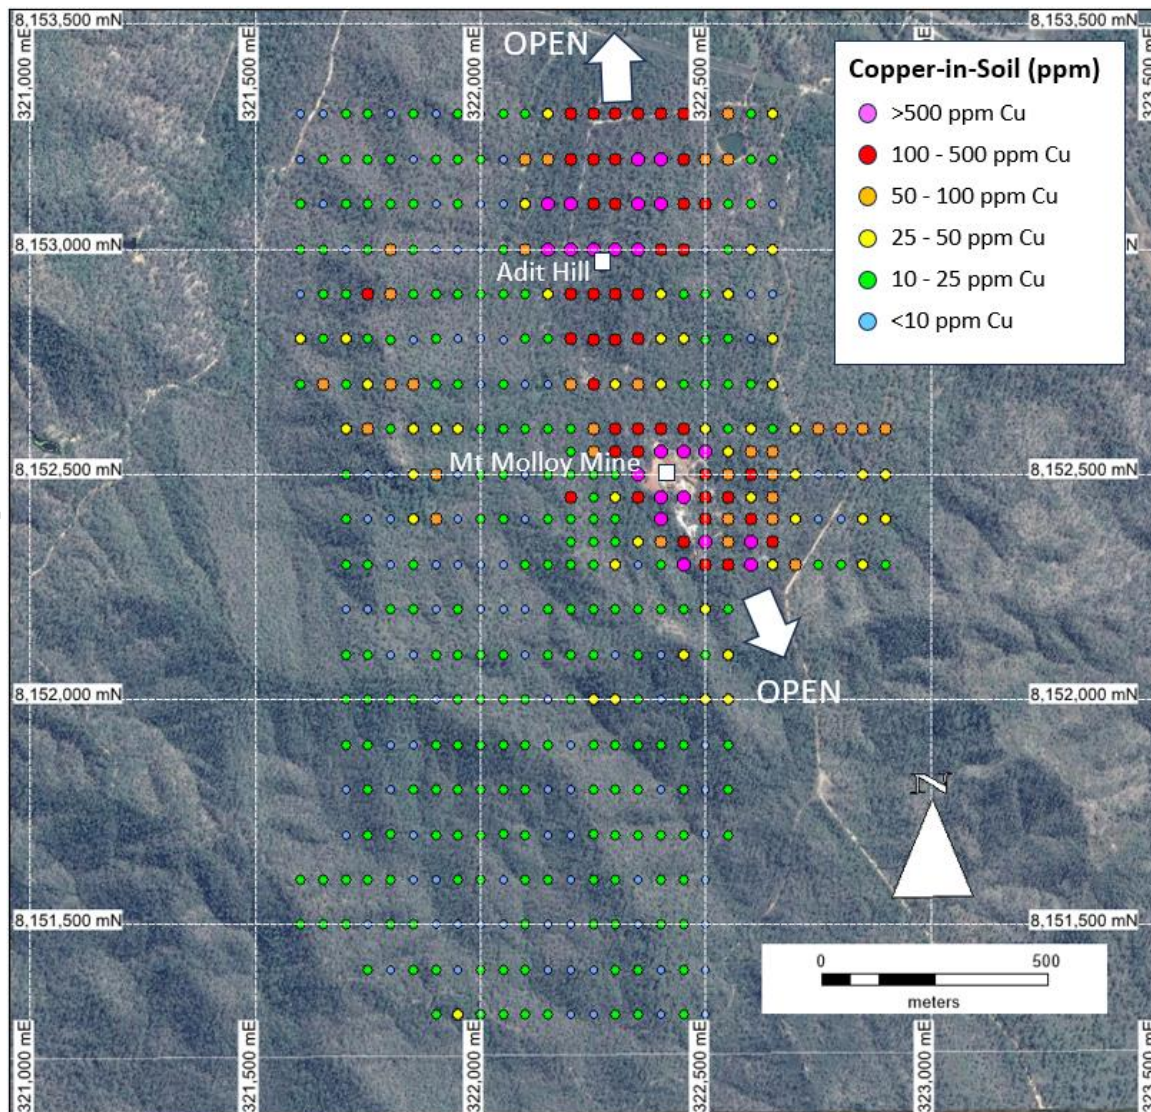 8,153,500 mN
8,153,500 mN
OPEN
321,000 mE
321,500 mE
322,000 mE
322,500 mE
Copper-in-Soil (ppm)
>500 ppm Cu
100 - 500 ppm Cu
50 - 100 ppm Cu
25 - 50 ppm Cu
10 - 25 ppm Cu
<10 ppm Cu
8,153,000 mN
Adit Hill
Mt Molloy Mine
8,152,500 mN
8,152,500 mN
OPEN
8,152,000 mN
8,152,000 mN
N
8,151,500 mN
8,151,500 mN
0
500
meters
321,000 mE
321,500 mE
322,000 mE
322,500 mE
323,000 mE
323,500 mE